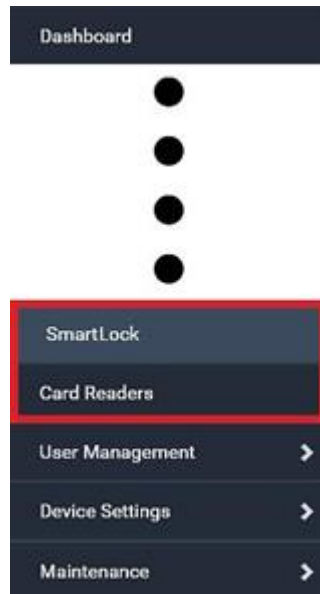 Dashboard
SmartLock
Card Readers
User Management
Device Settings
Maintenance